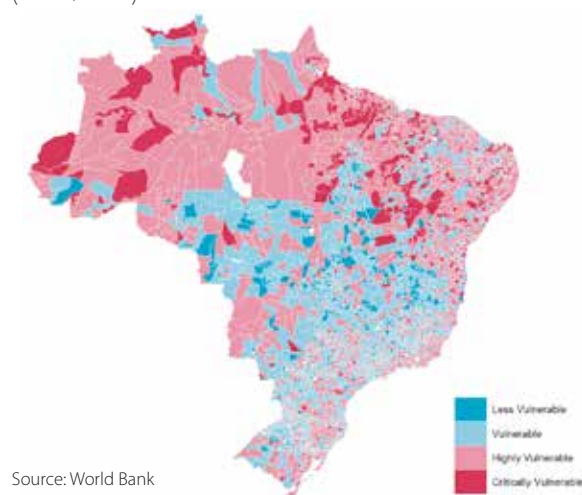 Less Vulnerable
Vulnerable
Highly Vulnerable
Critically Vulnerable
Source: World Bank